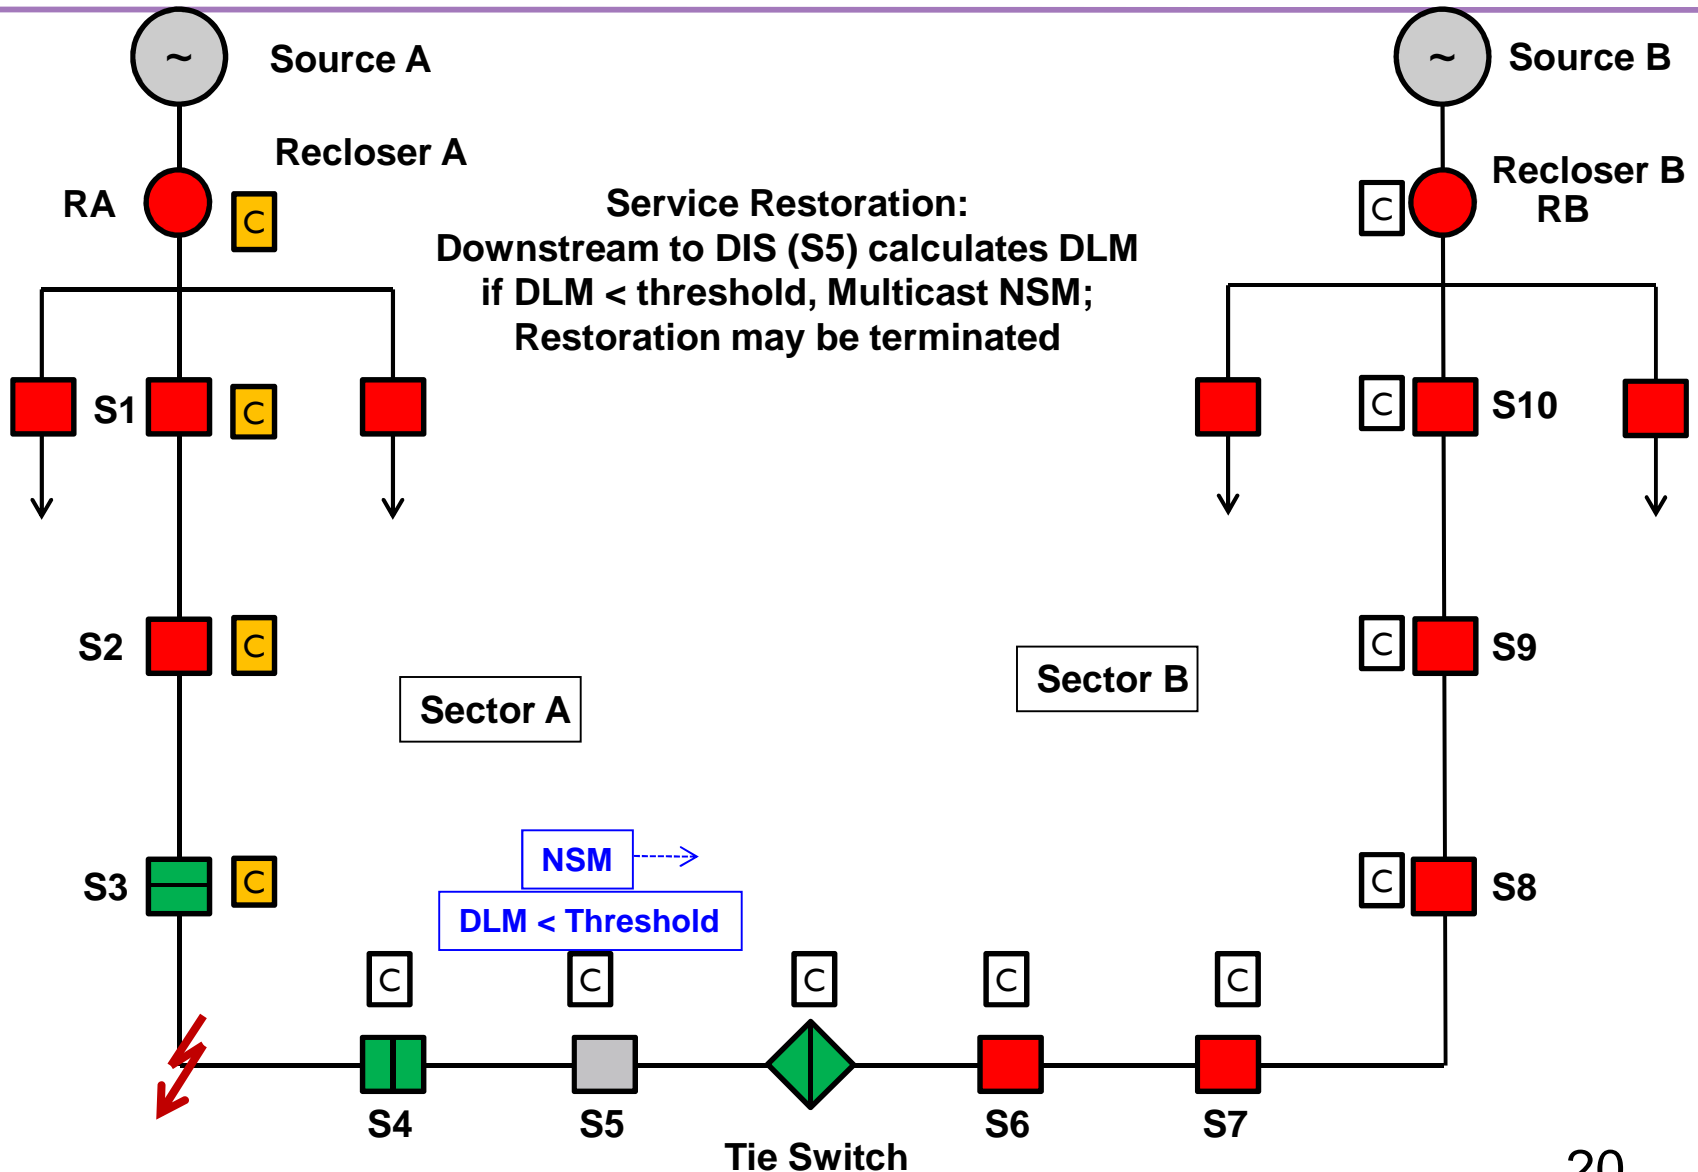 ~
Source A
~
Source B
Recloser A
RA
C
Service Restoration:
Downstream to DIS (S5) calculates DLM
if DLM < threshold, Multicast NSM;
Restoration may be terminated
C
Recloser B
RB
S1
C
C
S10
S2
C
C
S9
Sector A
Sector B
S3
C
NSM
DLM < Threshold
C
S8
C
C
C
C
C
S4
S5
S6
S7
Tie Switch
20